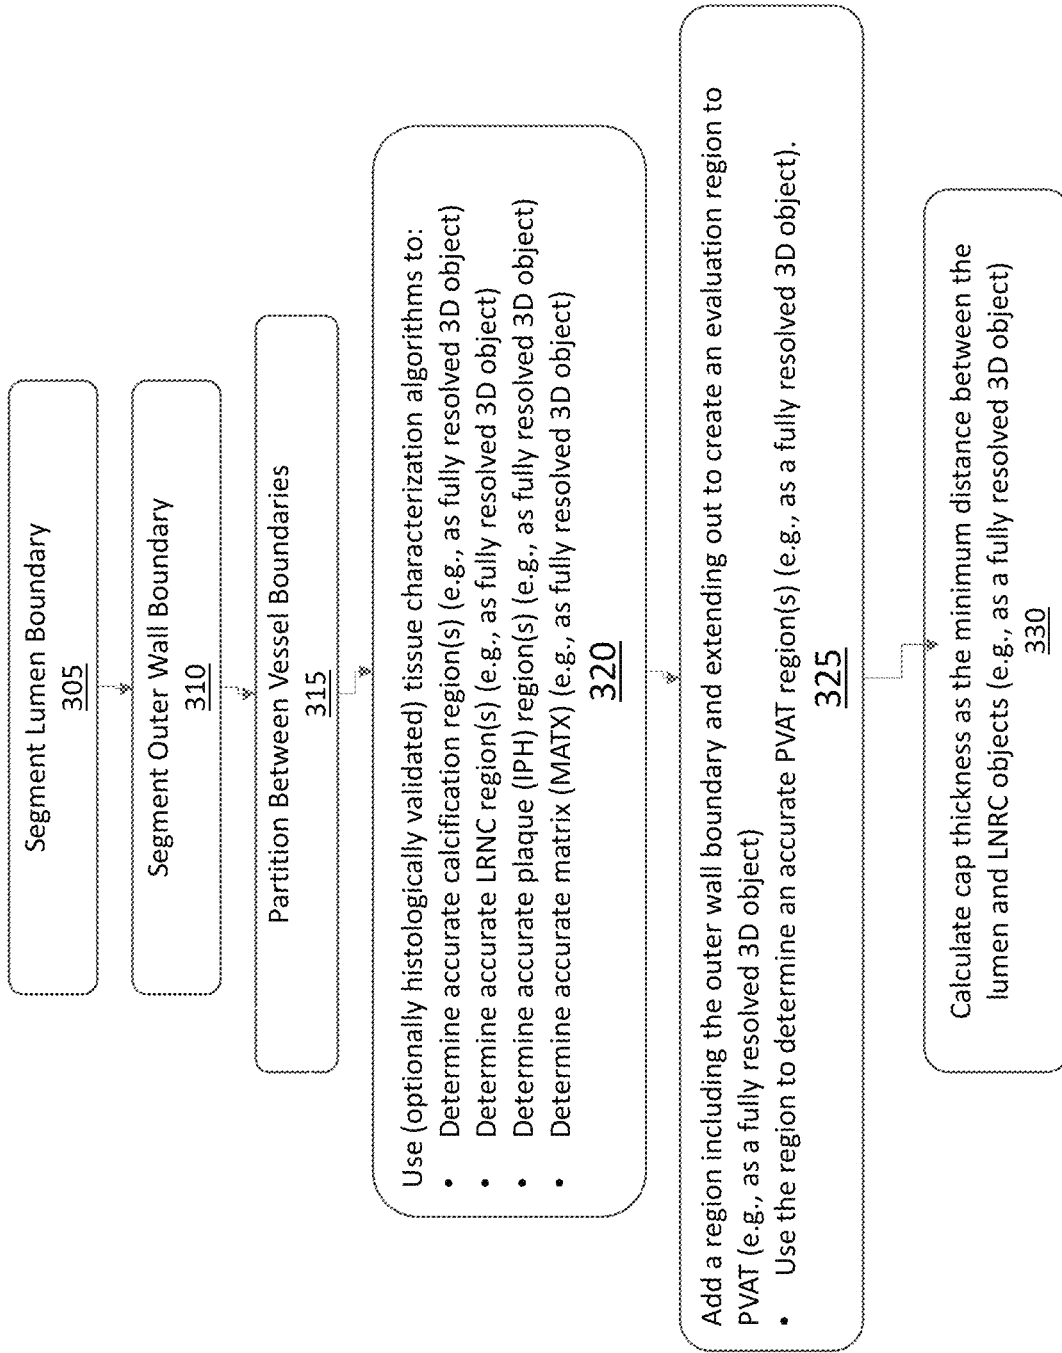 Segment Lumen Boundary
305
Segment Outer Wall Boundary
310
Partition Between Vessel Boundaries
315
Use (optionally histologically validated) tissue characterization algorithms to:
• Determine accurate calcification region(s) (e.g., as fully resolved 3D object)
• Determine accurate LRNC region(s) (e.g., as fully resolved 3D object)
• Determine accurate plaque (IPH) region(s) (e.g., as fully resolved 3D object
• Determine accurate matrix (MATX) (e.g., as fully resolved 3D object)
320
Add a region including the outer wall boundary and extending out to create an evaluation region to
PVAT (e.g., as a fully resolved 3D object)
• Use the region to determine an accurate PVAT region(s) (e.g., as a fully resolved 3D object).
325
Calculate cap thickness as the minimum distance between the
lumen and LNRC objects (e.g., as a fully resolved 3D object)
330